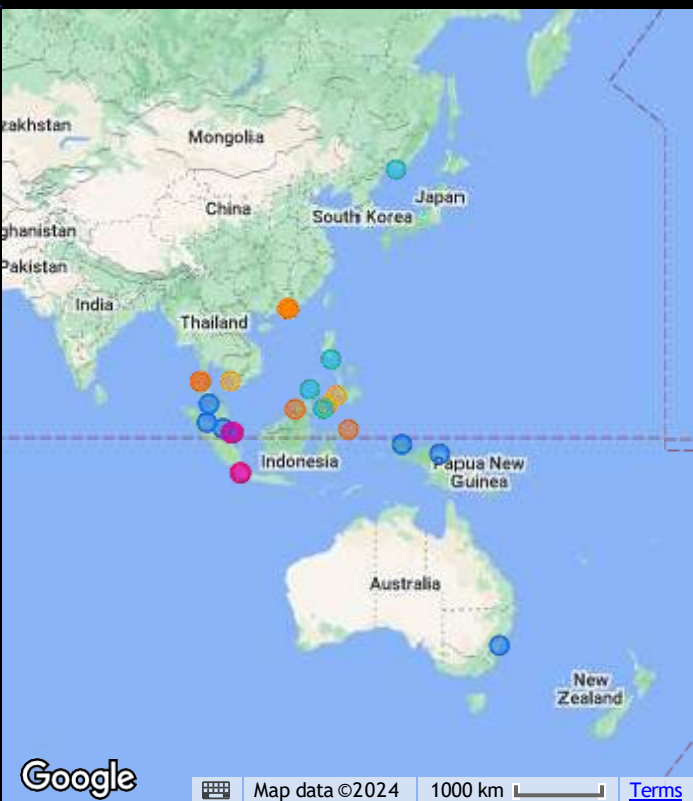 zakhstan
Mongolia
Japan
China
South Korea
ghanistan
Pakistan
India
Thailand
Indonesia
Papua New
Guinea
Australia
New
Zealand
Google
Map data ©2024 1000 km Terms